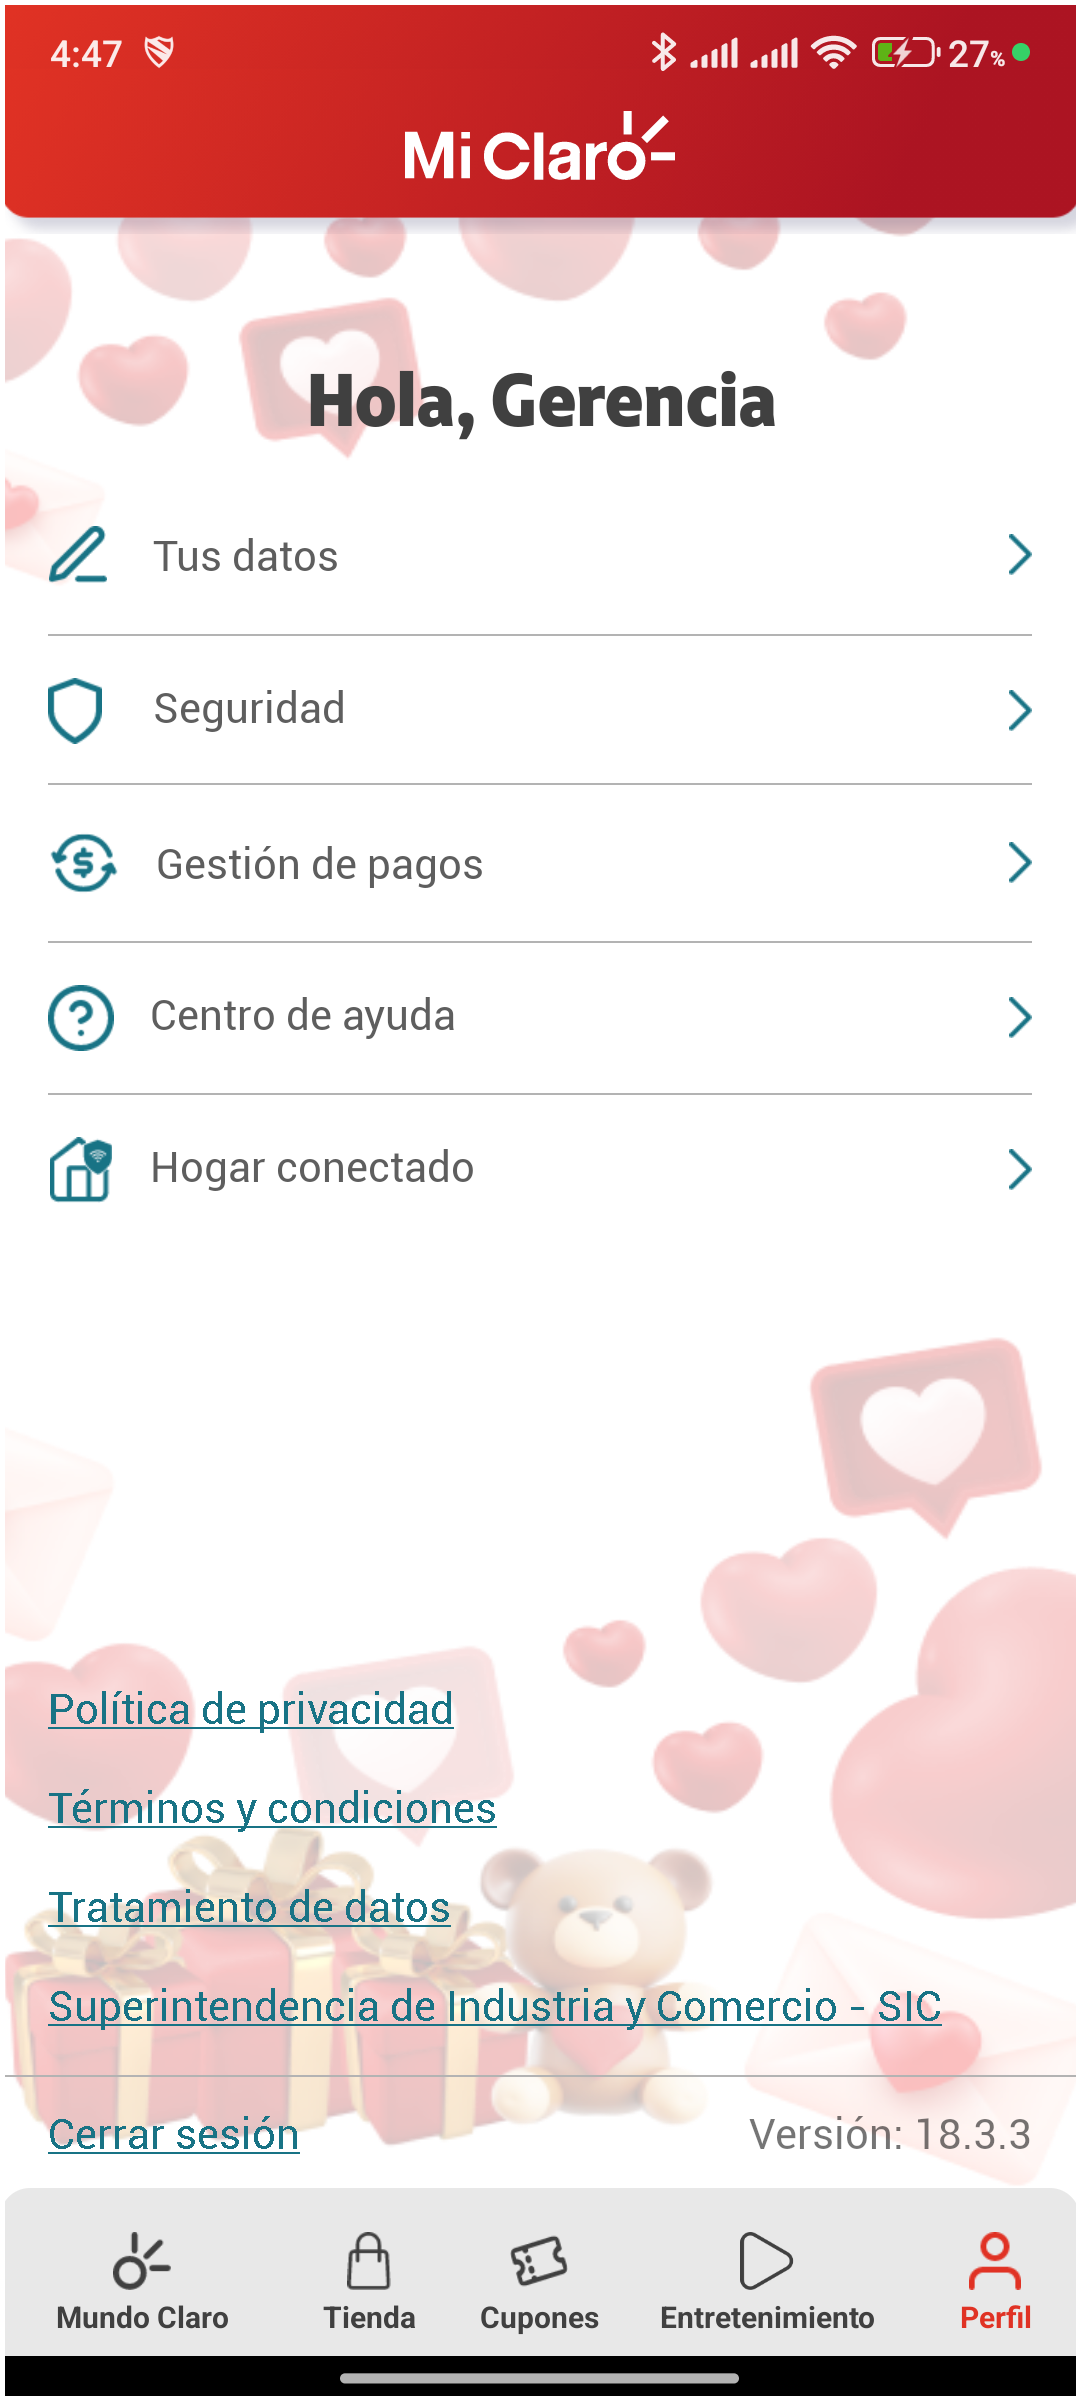 4:47
27%
Mi Claro
Hola, Gerencia
Tus datos
Seguridad
Gestión de pagos
Centro de ayuda
Hogar conectado
Política de privacidad
Términos y condiciones
Tratamiento de datos
Superintendencia de Industria y Comercio - SIC
Cerrar sesión
Versión: 18.3.3
Mundo Claro
Tienda
Cupones
Entretenimiento
Perfil